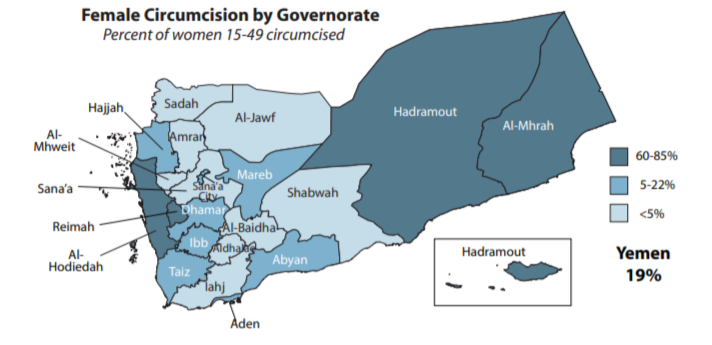 Female Circumcision by Governorate
Percent of women 15-49 circumcised
Hajjah
Sadah
Al-Jawf
Hadramout
Al-Mhrah
Al-
Mhweit
Amran
Mareb
Sana'a
Sana'a
City
Shabwah
Dhamar
Reimah
Al-Baidha
Ibb
Aldhalae
Al-
Hodiedah
Taiz
Abyan
lahj
Aden
60-85%
5-22%
<5%
Hadramout
Yemen
19%